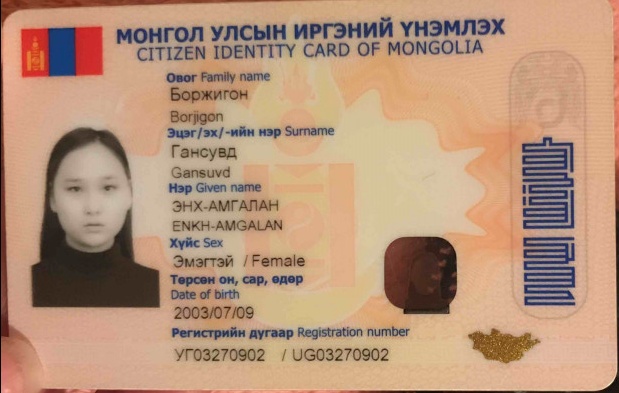 МОНГОЛ УЛСЫН ИРГЭНИЙ ҮНЭМЛЭХ
CITIZEN IDENTITY CARD OF MONGOLIA
Овог Family name
Боржигон
Borjigon
Эцэг/эх/-ийн нэр Surname
Гансувд
Gansuvd
Нэр Given name
ЭНХ-АМГАЛАН
ENKH-AMGALAN
Хүйс Sex
Эмэгтэй / Female
Төрсөн он, сар, өдөр
Date of birth
2003/07/09
Регистрийн дугаар Registration number
УГ03270902 / UG03270902